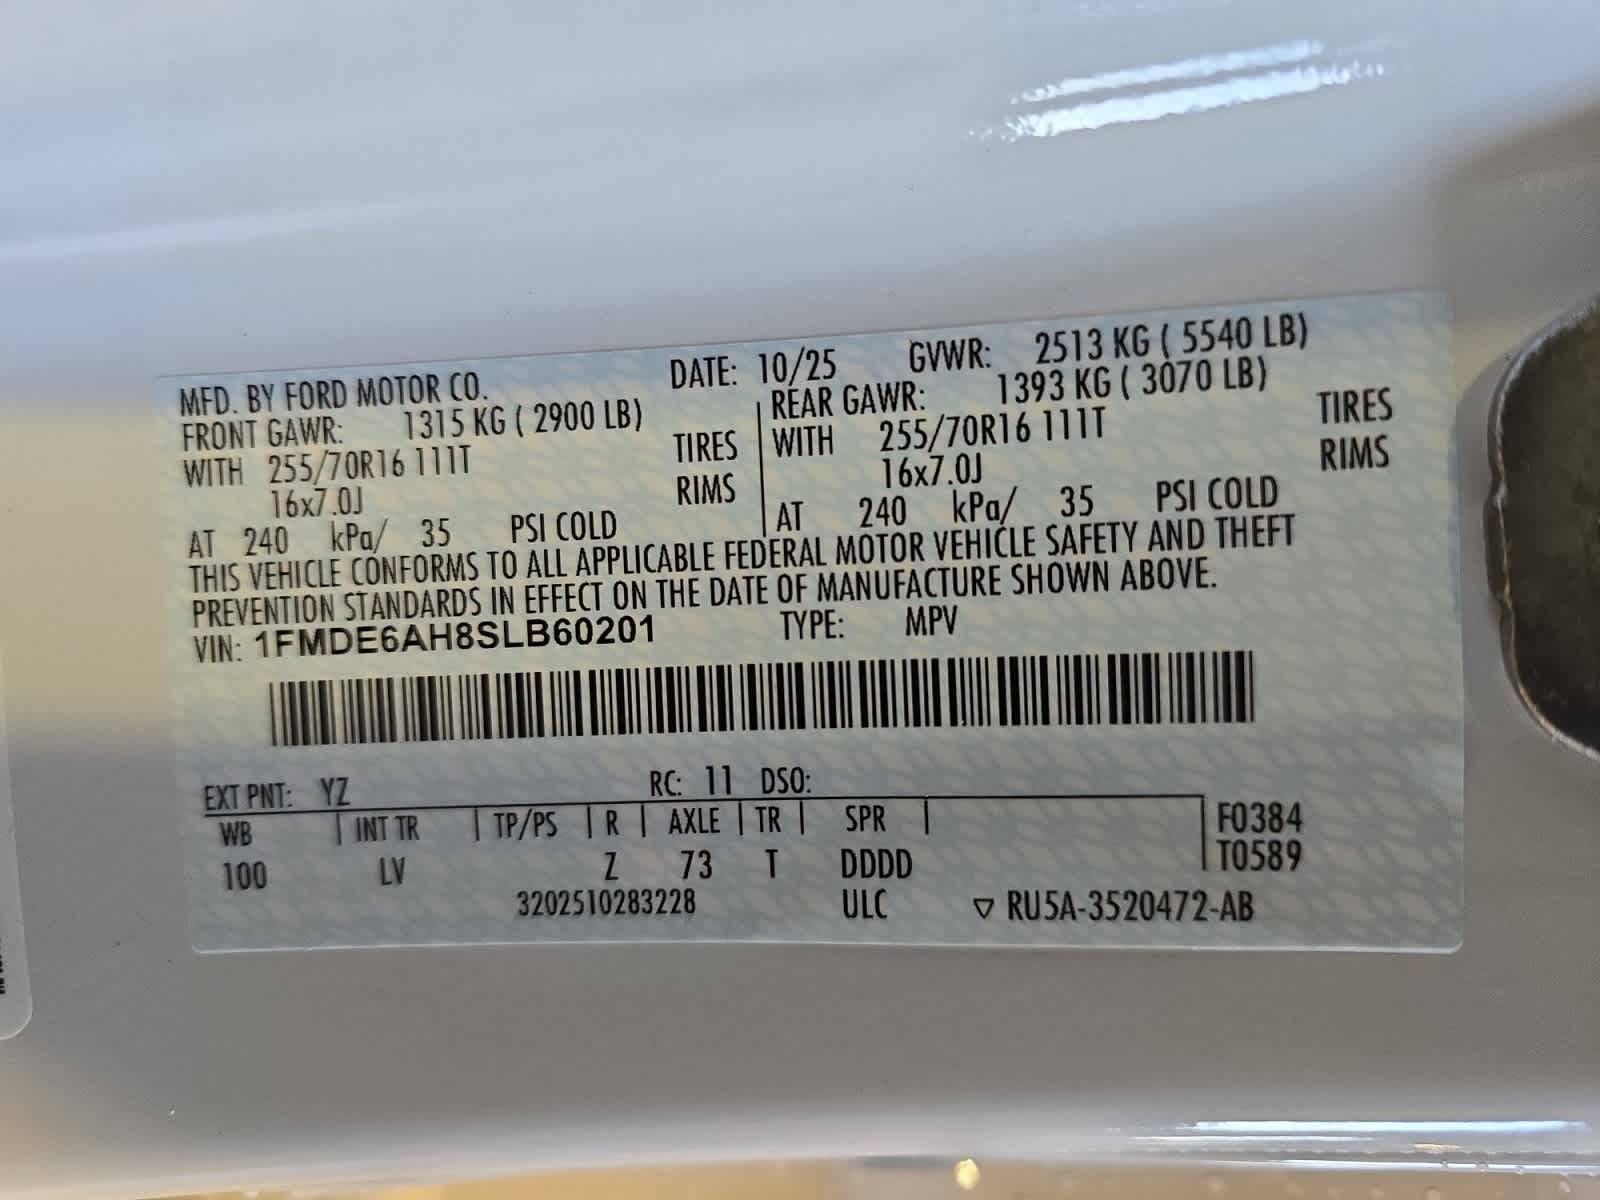 MFD. BY FORD MOTOR CO. DATE: 10/25 GVWR: 2513 KG ( 5540 LB)
FRONT GAWR: 1315 KG ( 2900 LB) REAR GAWR: 1393 KG ( 3070 LB)
WITH 255/70R16 111T TIRES WITH 255/70R16 111T TIRES
16x7.0J RIMS 16x7.0J RIMS
AT 240 kPa/ 35 PSI COLD AT 240 kPa/ 35 PSI COLD
THIS VEHICLE CONFORMS TO ALL APPLICABLE FEDERAL MOTOR VEHICLE SAFETY AND THEFT
PREVENTION STANDARDS IN EFFECT ON THE DATE OF MANUFACTURE SHOWN ABOVE.
VIN: 1FMDE6AH8SLB60201 TYPE: MPV
EXT PNT: YZ RC: 11 DSO:
WB INT TR TP/PS R AXLE TR SPR F0384
100 LV Z 73 T DDDD T0589
3202510283228 ULC ▽ RU5A-3520472-AB